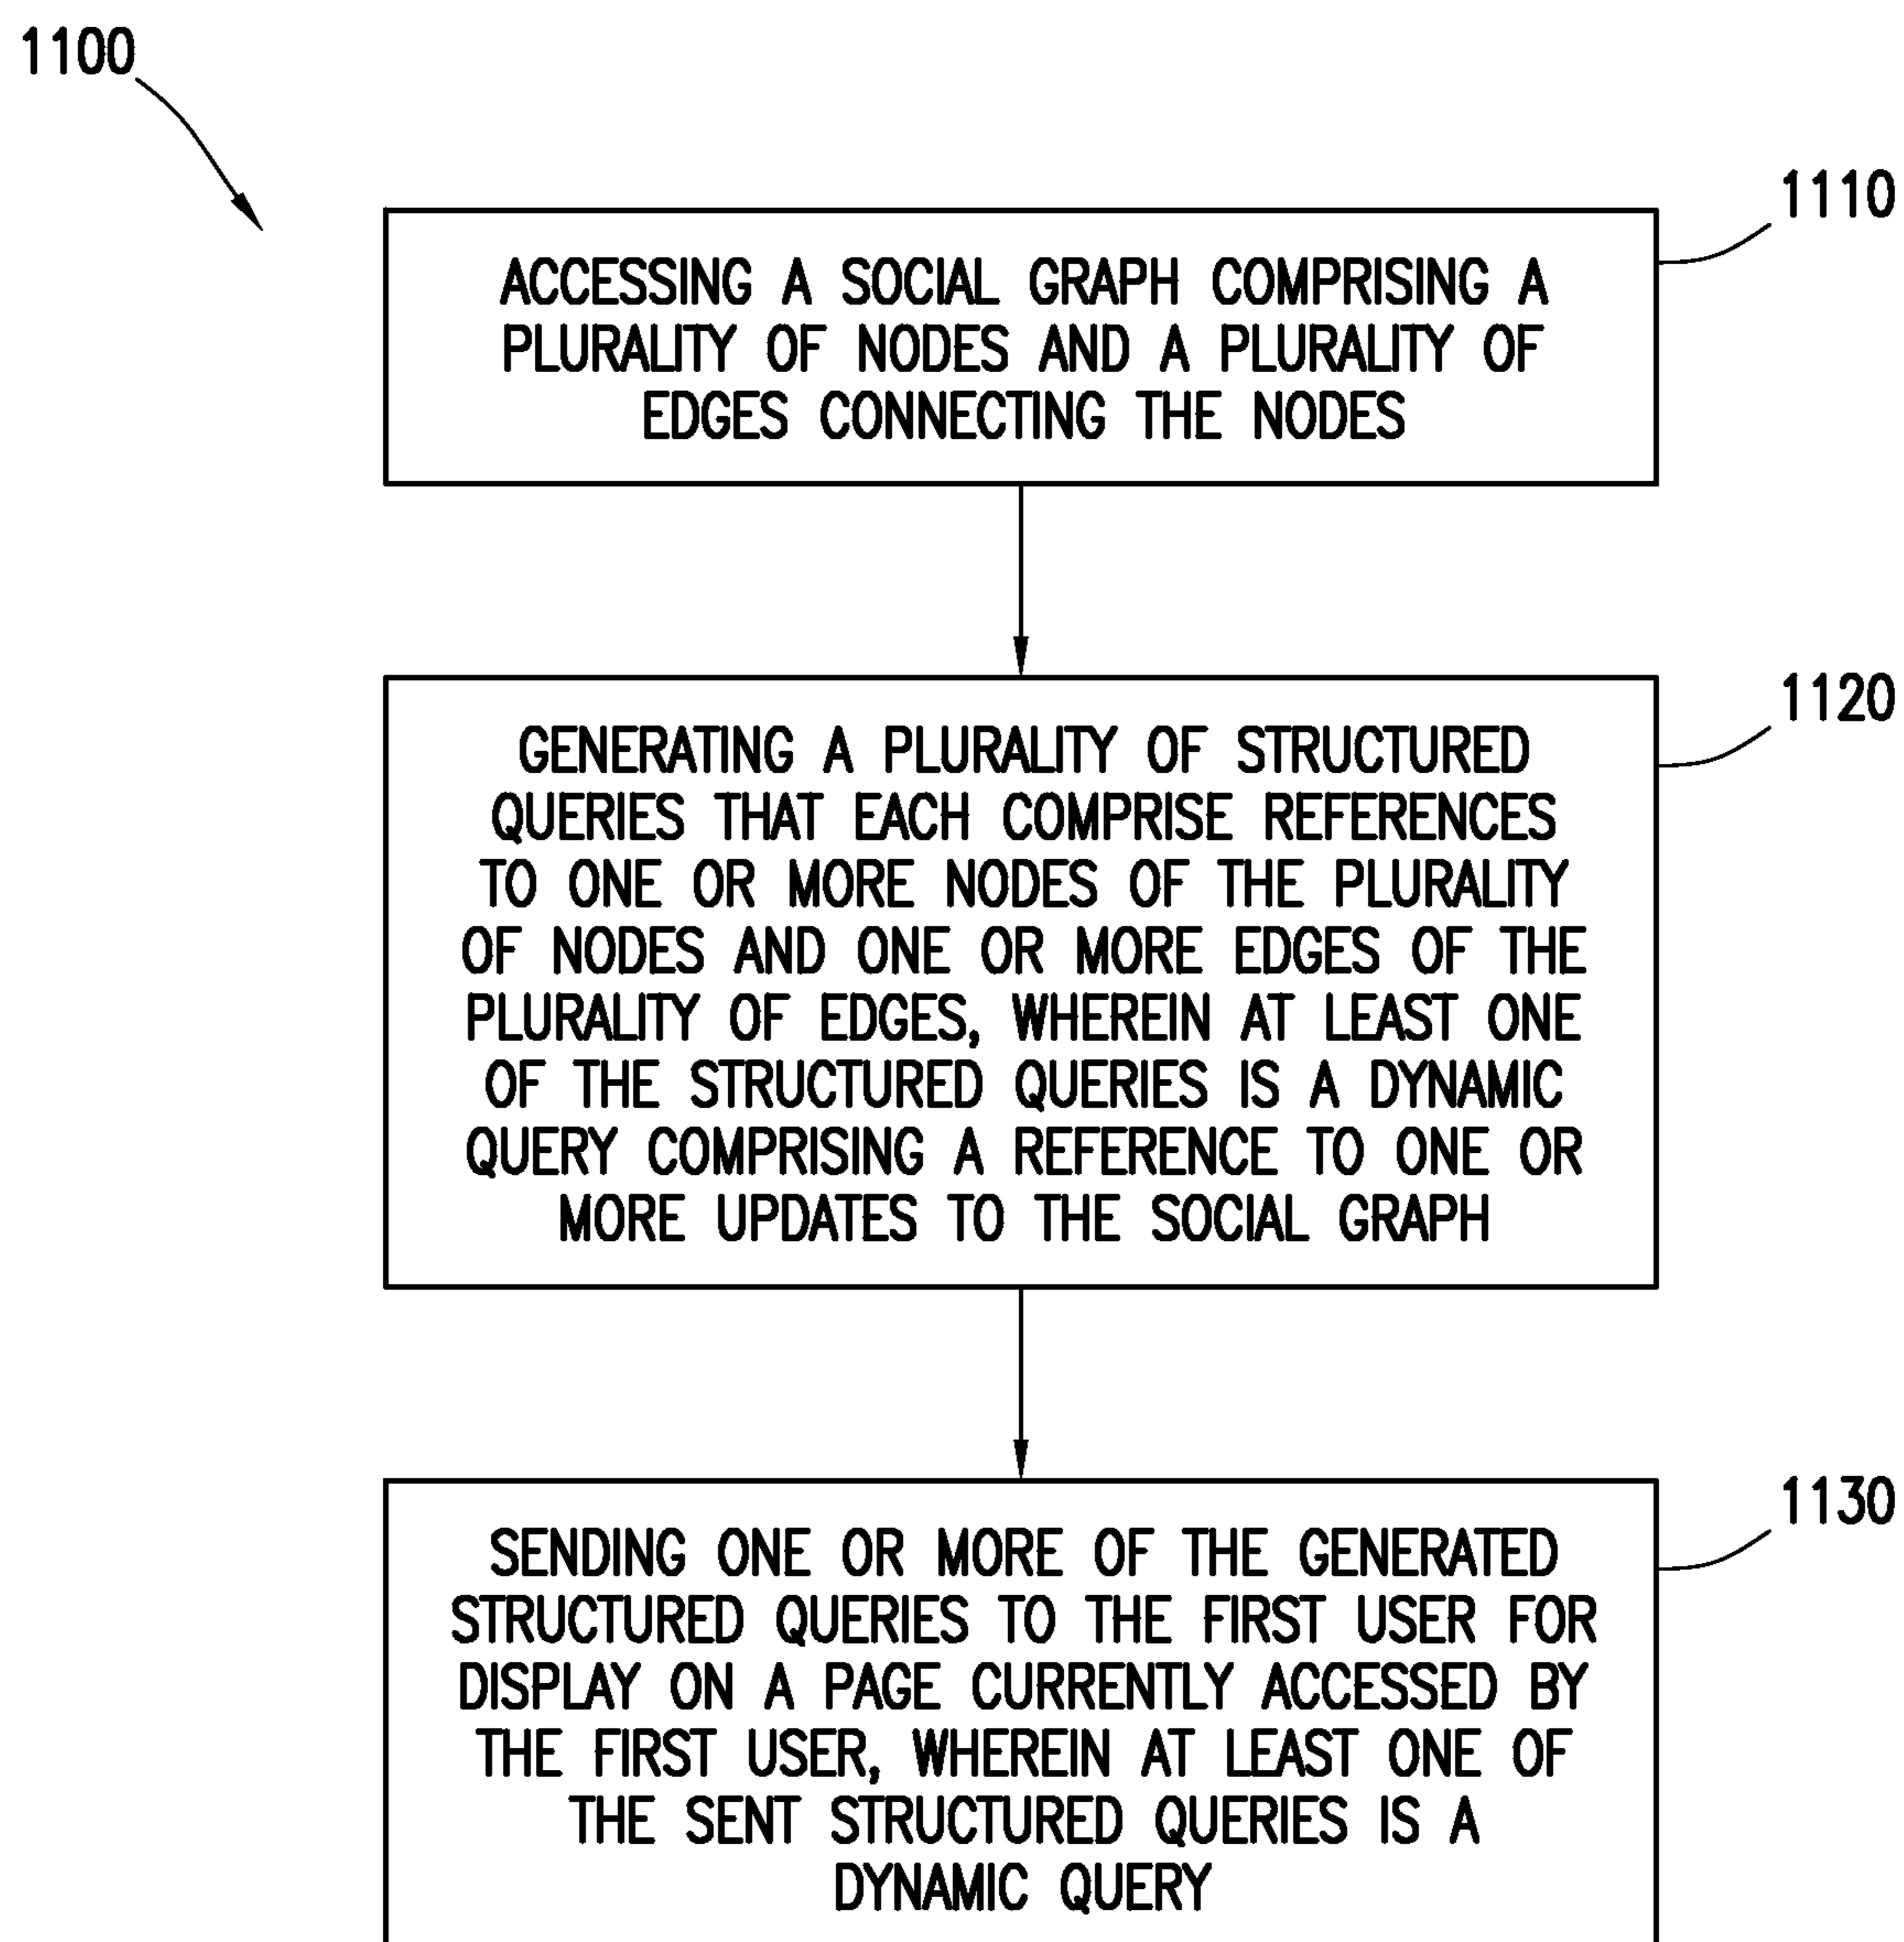 1100
1110
ACCESSING A SOCIAL GRAPH COMPRISING A
PLURALITY OF NODES AND A PLURALITY OF
EDGES CONNECTING THE NODES
1120
GENERATING A PLURALITY OF STRUCTURED
QUERIES THAT EACH COMPRISE REFERENCES
TO ONE OR MORE NODES OF THE PLURALITY
OF NODES AND ONE OR MORE EDGES OF THE
PLURALITY OF EDGES, WHEREIN AT LEAST ONE
OF THE STRUCTURED QUERIES IS A DYNAMIC
QUERY COMPRISING A REFERENCE TO ONE OR
MORE UPDATES TO THE SOCIAL GRAPH
1130
SENDING ONE OR MORE OF THE GENERATED
STRUCTURED QUERIES TO THE FIRST USER FOR
DISPLAY ON A PAGE CURRENTLY ACCESSED BY
THE FIRST USER, WHEREIN AT LEAST ONE OF
THE SENT STRUCTURED QUERIES IS A
DYNAMIC QUERY